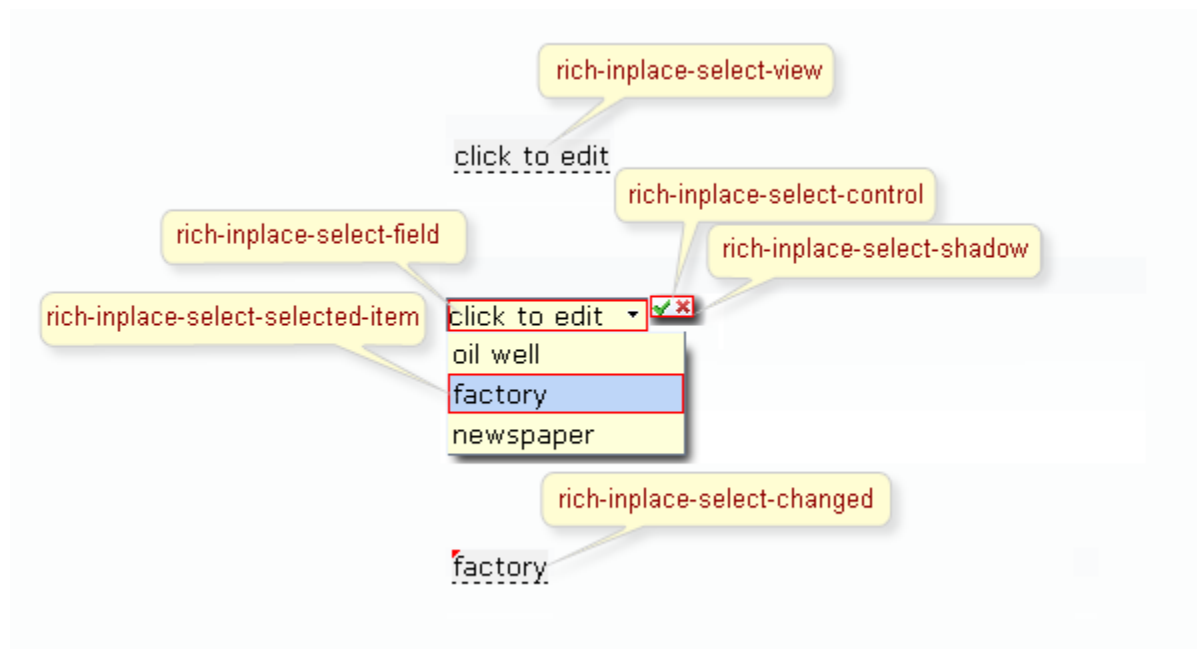 rich-inplace-select-view
click to edit
rich-inplace-select-control
rich-inplace-select-field
rich-inplace-select-shadow
rich-inplace-select-selected-item
click to edit
oil well
factory
newspaper
rich-inplace-select-changed
factory